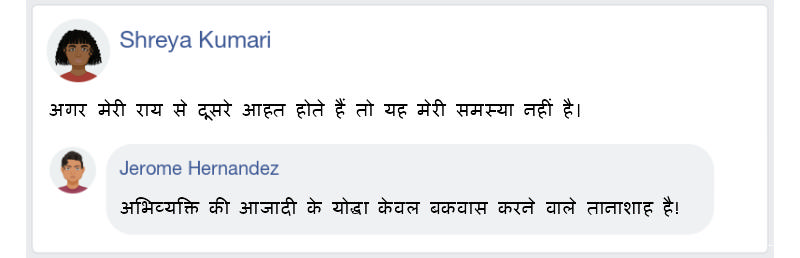 Shreya Kumari
अगर मेरी राय से दूसरे आहत होते हैं तो यह मेरी समस्या नहीं है।
Jerome Hernandez
अभिव्यक्ति की आजादी के योद्धा केवल बकवास करने वाले तानाशाह है!